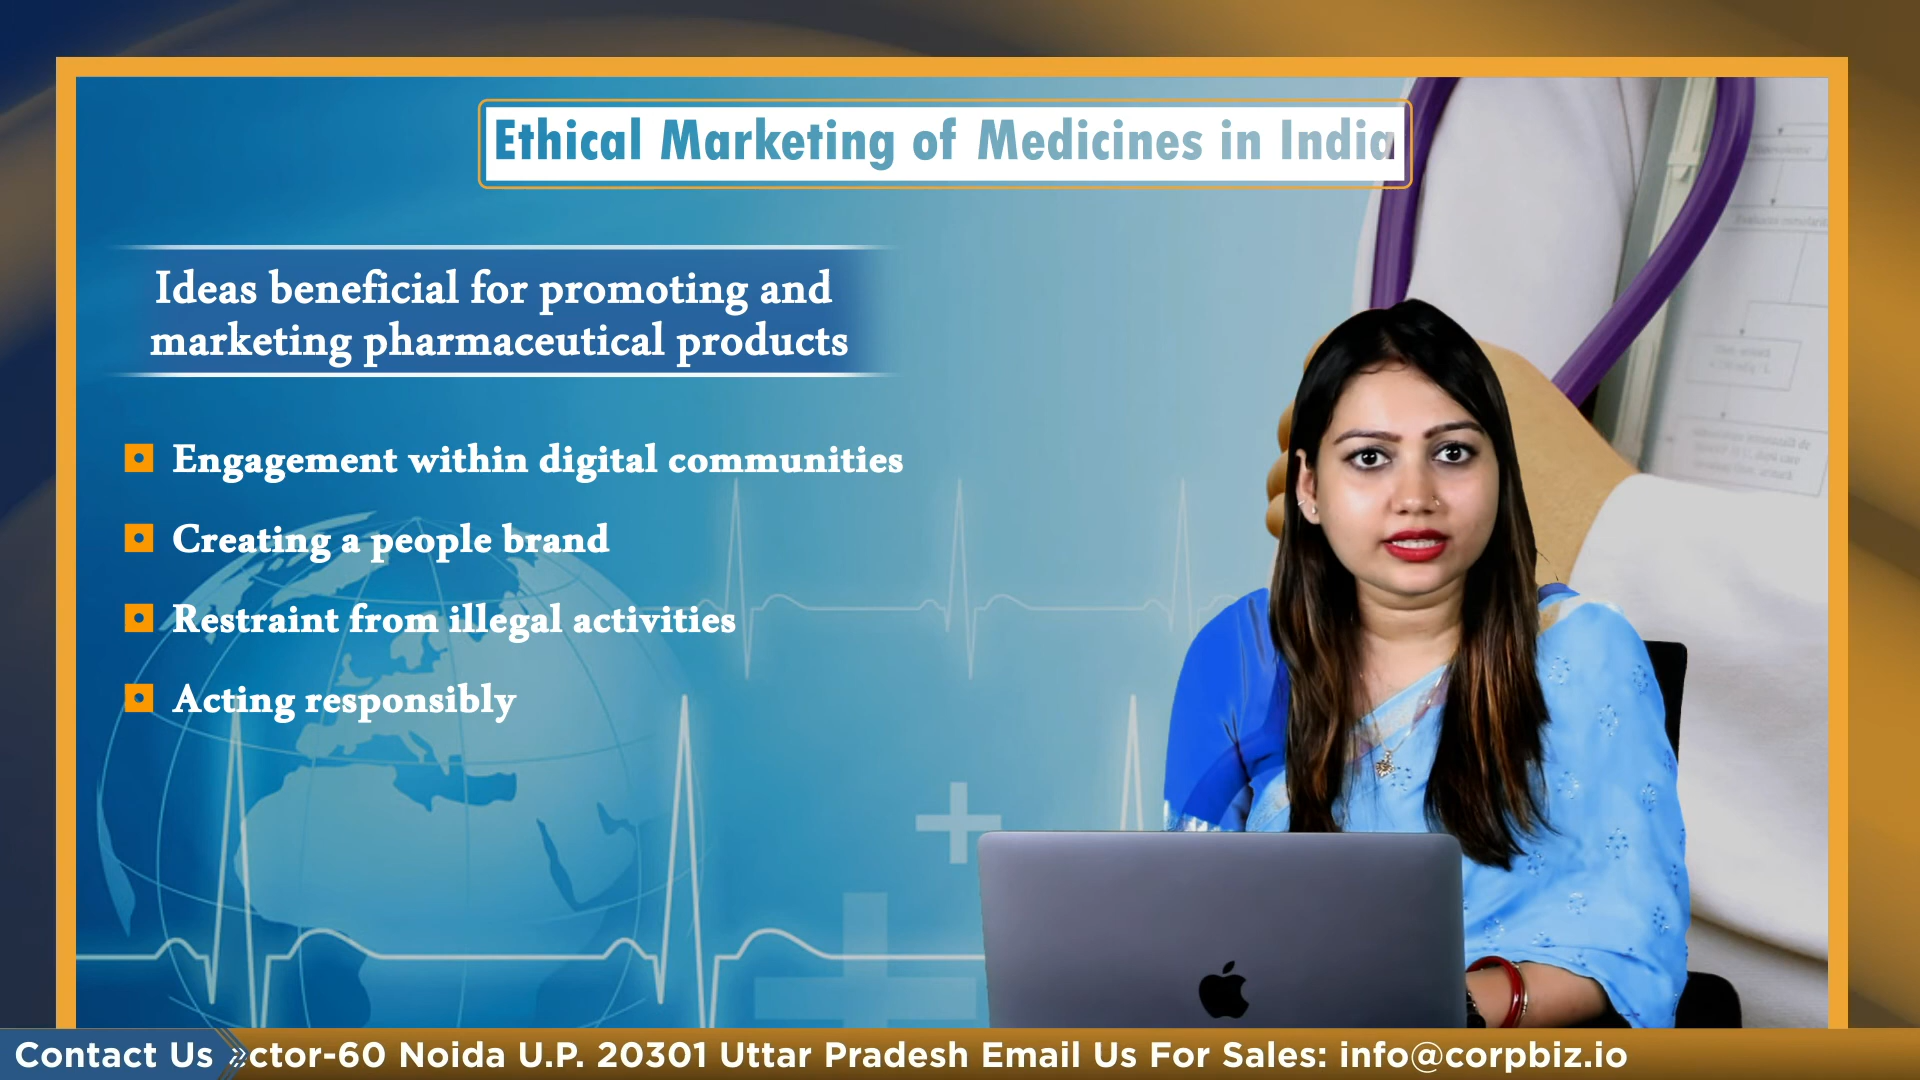 Ethical Marketing of Medicines in India
Ideas beneficial for promoting and
marketing pharmaceutical products
Engagement within digital communities
Creating a people brand
Restraint from illegal activities
Acting responsibly
Contact Us
Noida U.P. 20301 Uttar Pradesh Email Us For Sales: info@corpbiz.io